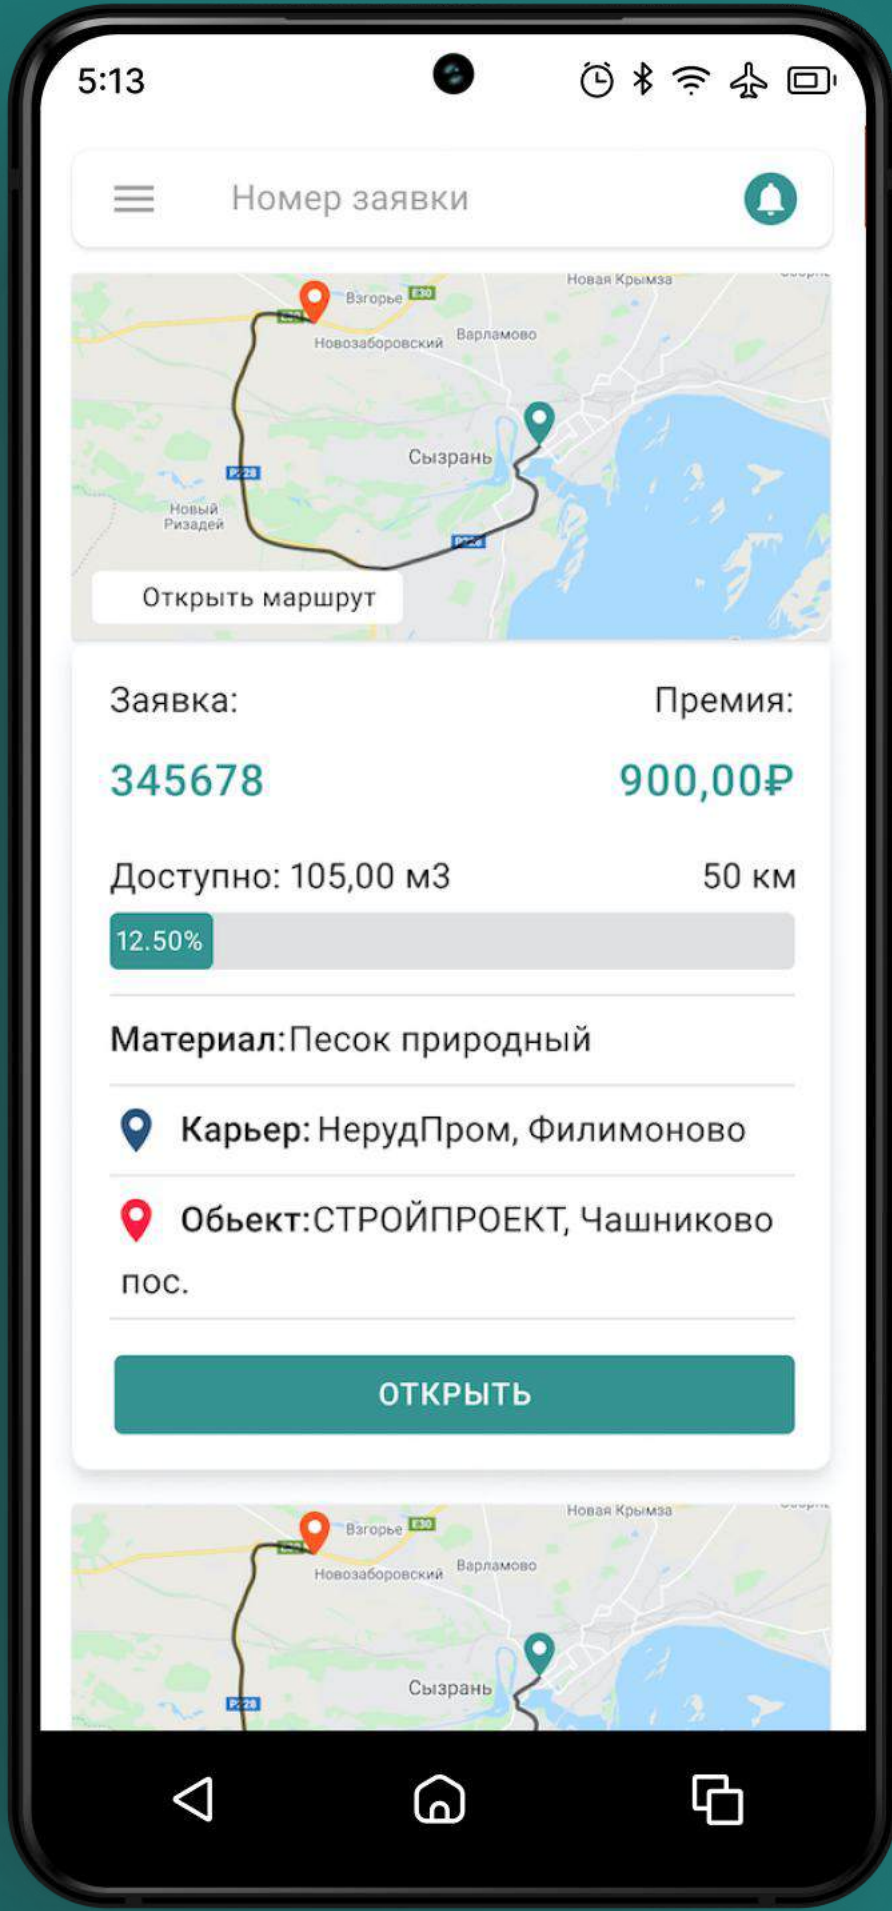 5:13
Номер заявки
Новая Крымза
Взгорье E30
Варламово
Новозаборовский
Сызрань
P228
Новый
Ризадей
Открыть маршрут
Заявка: Премия:
345678 900,00₽
Доступно: 105,00 м3 50 км
12.50%
Материал:Песок природный
Карьер: НерудПром, Филимоново
Обьект:СТРОЙПРОЕКТ, Чашниково
пос.
ОТКРЫТЬ
Новая Крымза
Взгорье E30
Варламово
Новозаборовский
Сызрань
P228